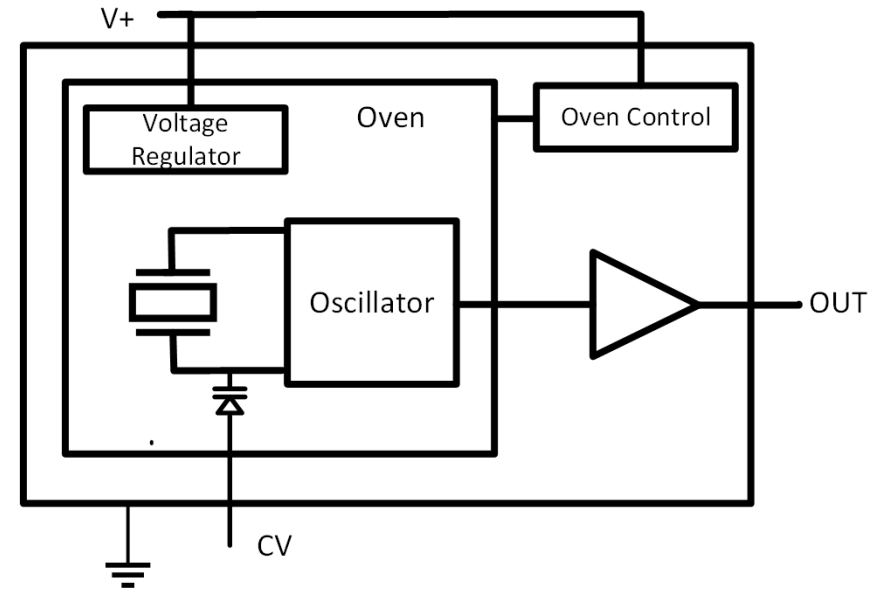 V+
Voltage
Regulator
Oven
Oven Control
Oscillator
OUT
CV